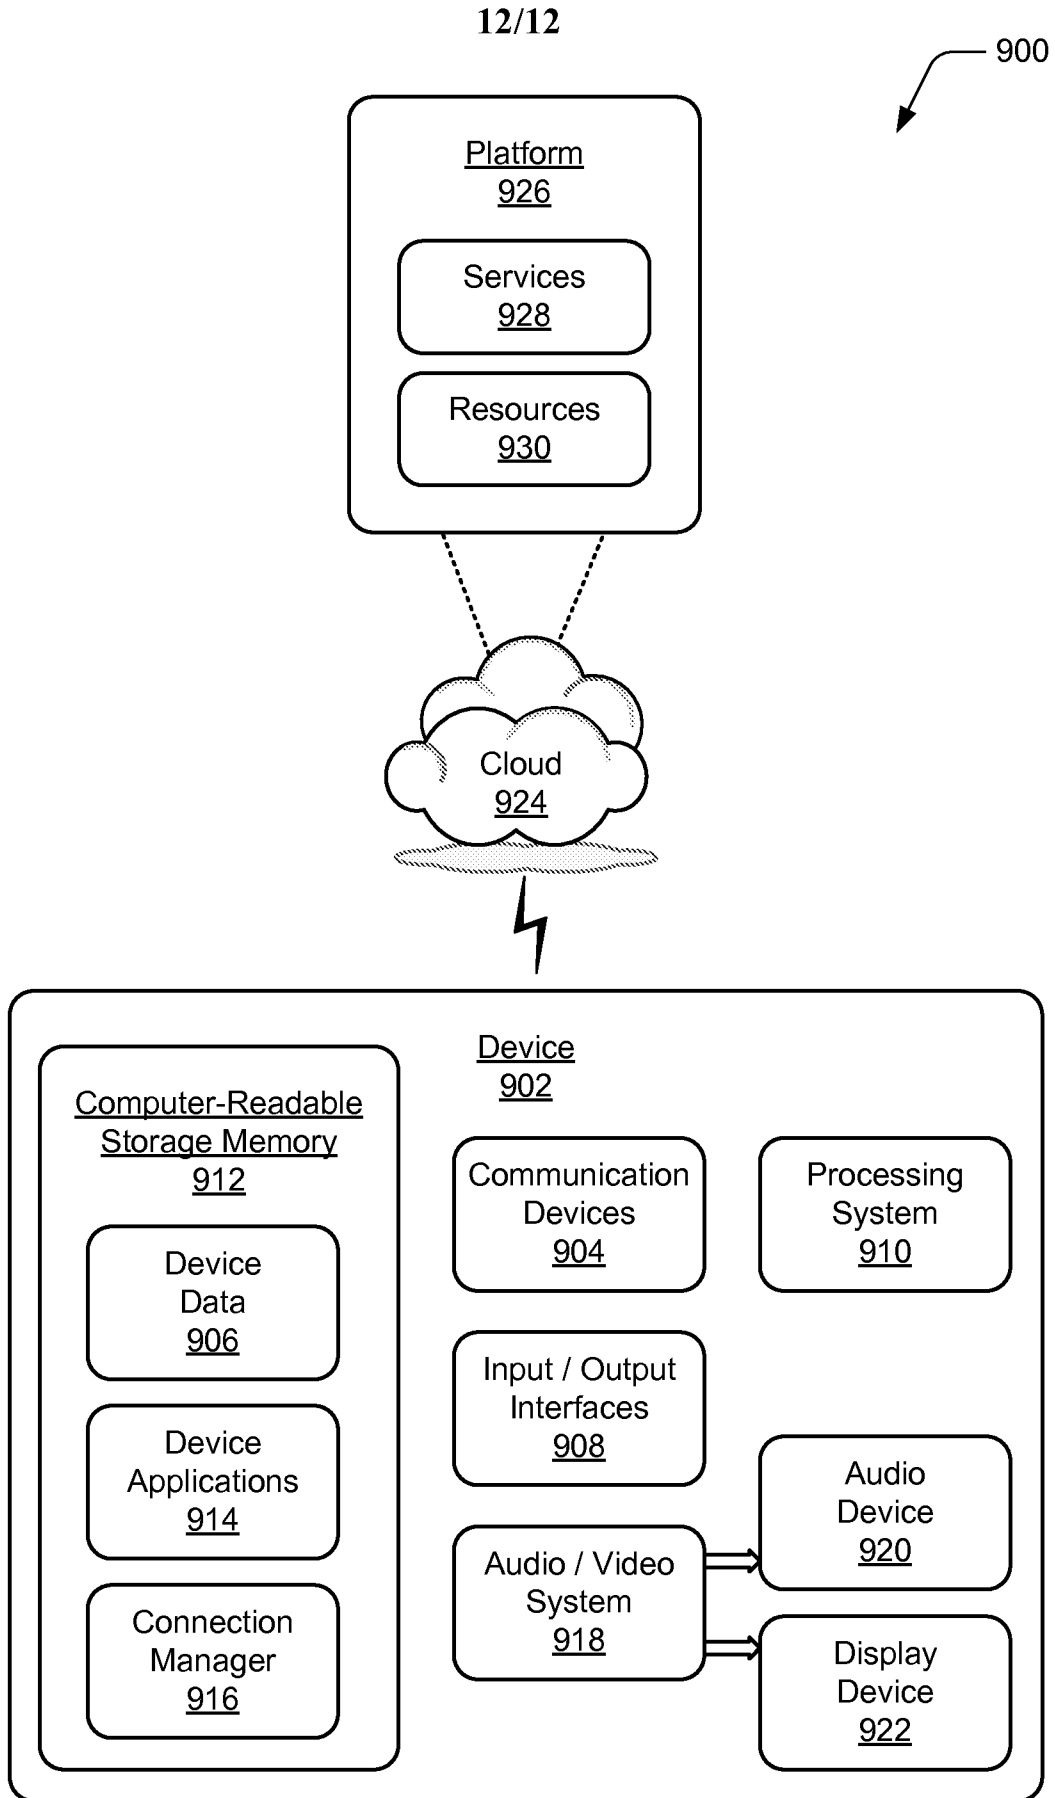 12/12
900
Platform
926
Services
928
Resources
930
Cloud
924
Device
902
Computer-Readable
Storage Memory
912
Device
Data
906
Device
Applications
914
Connection
Manager
916
Communication
Devices
904
Processing
System
910
Input / Output
Interfaces
908
Audio / Video
System
918
Audio
Device
920
Display
Device
922